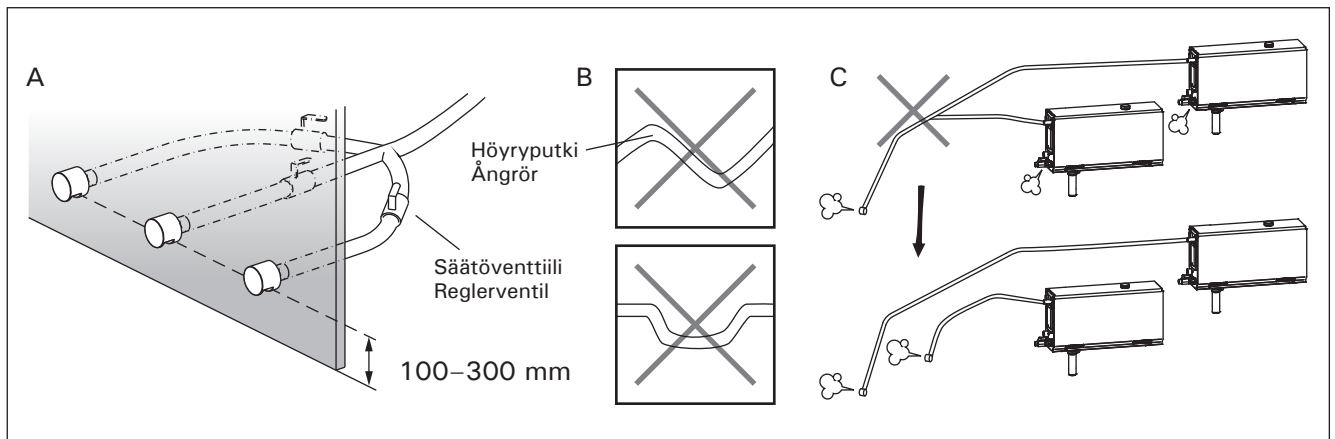 A
B
C
Höyryputki
Ångrör
Säätöventtiili
Reglerventil
100–300 mm